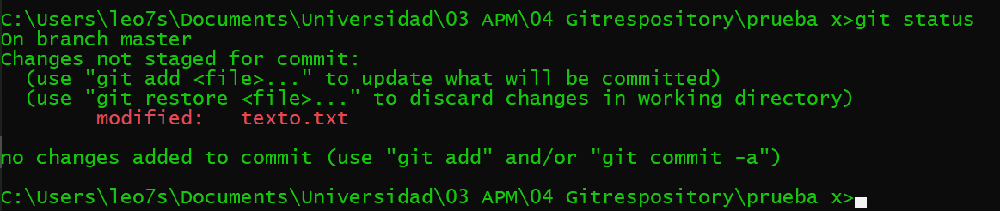 C:\Users\leo7s\Documents\Universidad\03 APM\04 Gitrespository\prueba x>git status
On branch master
Changes not staged for commit:
  (use "git add <file>..." to update what will be committed)
  (use "git restore <file>..." to discard changes in working directory)
        modified:   texto.txt

no changes added to commit (use "git add" and/or "git commit -a")

C:\Users\leo7s\Documents\Universidad\03 APM\04 Gitrespository\prueba x>